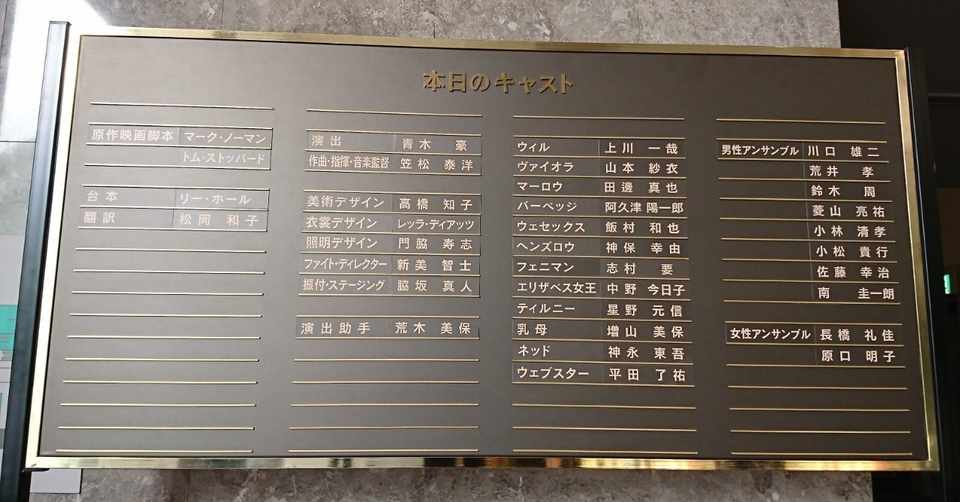 本日のキャスト
原作映画脚本 マーク・ノーマン
トム・ストッパード
台本 リー・ホール
翻訳 松岡 和子
演出 青木 豪
作曲・指揮・音楽監督 笠松 泰洋
美術デザイン 高橋 知子
衣裳デザイン レッラ・ディアッツ
照明デザイン 門脇 寿志
ファイト・ディレクター 新美 智士
振付・ステージング 脇坂 真人
演出助手 荒木 美保
ウィル 上川 一哉
ヴァイオラ 山本 紗衣
マーロウ 田邊 真也
バーベッジ 阿久津 陽一郎
ウェセックス 飯村 和也
ヘンズロウ 神保 幸由
フェニマン 志村 要
エリザベス女王 中野 今日子
ティルニー 星野 元信
乳母 増山 美保
ネッド 神永 東吾
ウェブスター 平田 了祐
男性アンサンブル 川口 雄二
荒井 孝
鈴木 周
菱山 亮祐
小林 清孝
小松 貴行
佐藤 幸治
南 圭一朗
女性アンサンブル 長橋 礼佳
原口 明子